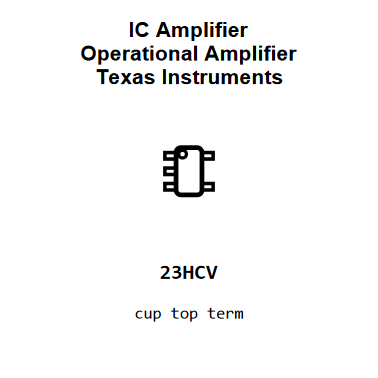 IC Amplifier
Operational Amplifier
Texas Instruments
23HCV
cup top term